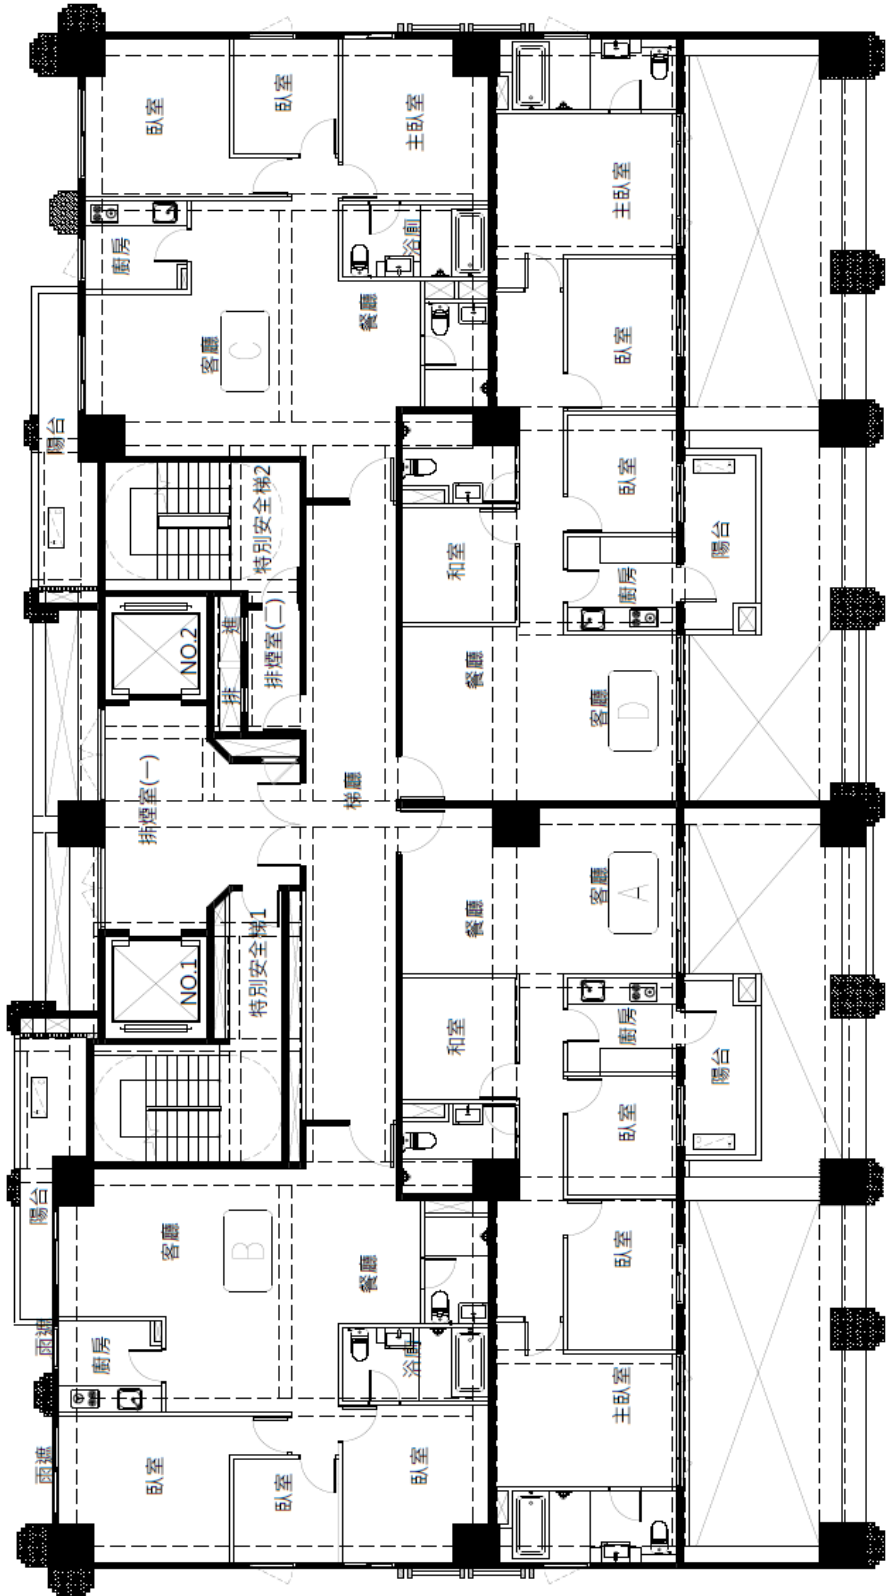 臥室
臥室
主臥室
主臥室
廚房
浴廁
餐廳
客廳
C
臥室
陽台
特別安全梯2
臥室
和室
廚房
陽台
進
排
排煙室(二)
NO.2
餐廳
客廳
D
排煙室(一)
梯廳
餐廳
客廳
A
特別安全梯1
NO.1
和室
廚房
陽台
臥室
陽台
客廳
B
餐廳
臥室
雨遮
廚房
浴廁
主臥室
雨遮
臥室
臥室
臥室